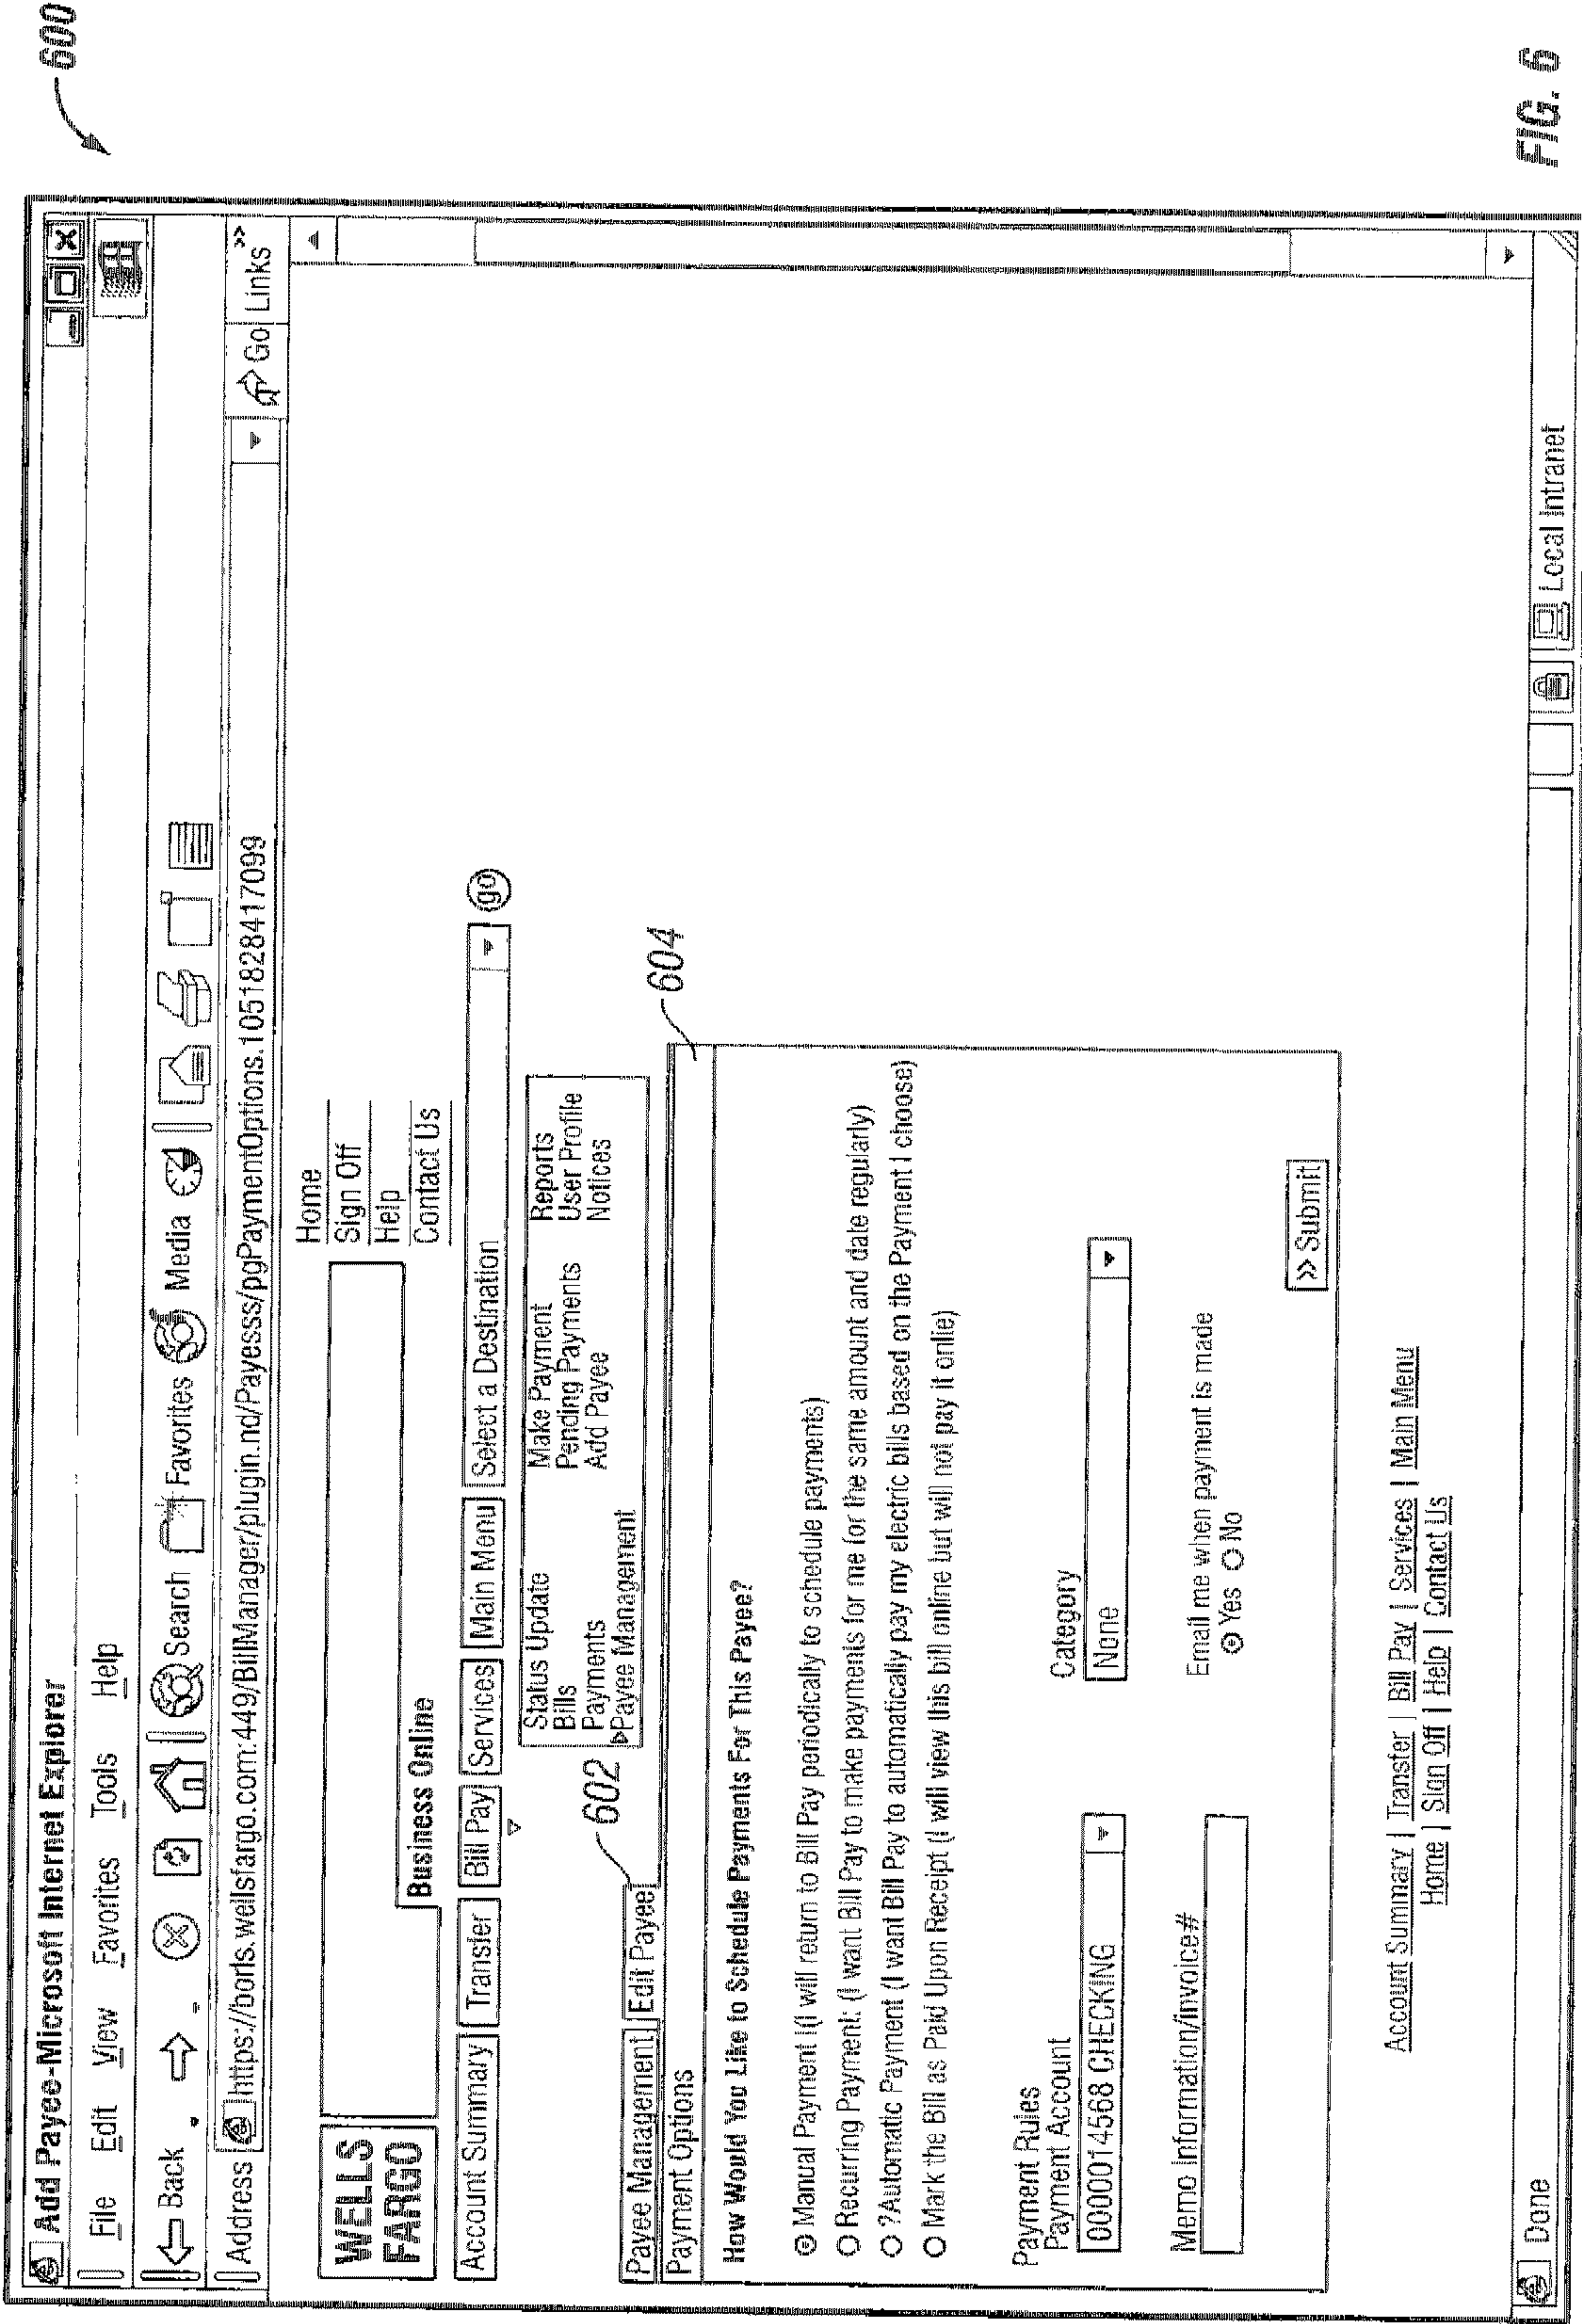 600
Add Payee-Microsoft Internet Explorer
File Edit View Favorites Tools Help
Back Search Favorites Media
Address https://borls.wellsfargo.com:449/BillManager/plugin.nd/Payesss/pgPaymentOptions.1051828417099 Go Links >>
WELLS
FARGO
Business Online
Home
Sign Off
Help
Contact Us
Account Summary Transfer Bill Pay Services Main Menu Select a Destination go
Status Update Make Payment Reports
Bills Pending Payments User Profile
Payments Add Payee Notices
Payee Management
602
Payee Management Edit Payee
604
Payment Options
How Would You Like to Schedule Payments For This Payee?
Manual Payment I(I will return to Bill Pay periodically to schedule payments)
Recurring Payment: (I want Bill Pay to make payments for me for the same amount and date regularly)
?Automatic Payment (I want Bill Pay to automatically pay my electric bills based on the Payment I choose)
Mark the Bill as Paid Upon Receipt (I will view this bill online but will not pay it onlie)
Payment Rules
Payment Account Category
0000014568 CHECKING None
Memo Information/invoice# Email me when payment is made
Yes No
>> Submit
Account Summary | Transfer | Bill Pay | Services | Main Menu
Home | Sign Off | Help | Contact Us
Done Local Intranet
FIG. 6